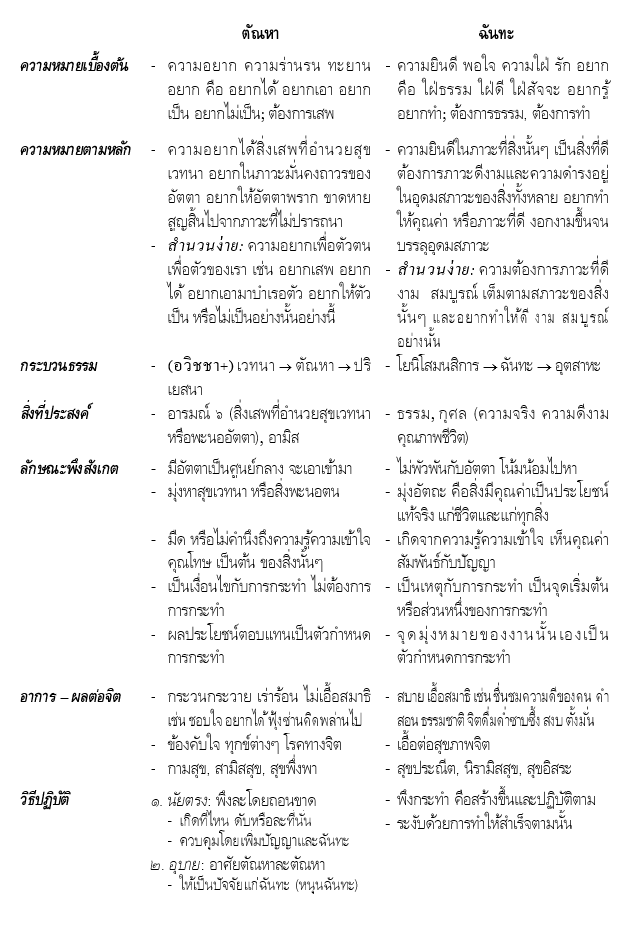 ตัณหา ฉันทะ
ความหมายเบื้องต้น - ความอยาก ความร่านรน ทะยาน - ความยินดี พอใจ ความใฝ่ รัก อยาก
อยาก คือ อยากได้ อยากเอา อยาก คือ ใฝ่ธรรม ใฝ่ดี ใฝ่สัจจะ อยากรู้
เป็น อยากไม่เป็น; ต้องการเสพ อยากทำ; ต้องการธรรม, ต้องการทำ
ความหมายตามหลัก - ความอยากได้สิ่งเสพที่อำนวยสุข - ความยินดีในภาวะที่สิ่งนั้นๆ เป็นสิ่งที่ดี
เวทนา อยากในภาวะมั่นคงถาวรของ ต้องการภาวะดีงามและความดำรงอยู่
อัตตา อยากให้อัตตาพราก ขาดหาย ในอุดมสภาวะของสิ่งทั้งหลาย อยากทำ
สูญสิ้นไปจากภาวะที่ไม่ปรารถนา ให้คุณค่า หรือภาวะที่ดี งอกงามขึ้นจน
- สำนวนง่าย: ความอยากเพื่อตัวตน บรรลุอุดมสภาวะ
เพื่อตัวของเรา เช่น อยากเสพ อยาก - สำนวนง่าย: ความต้องการภาวะที่ดี
ได้ อยากเอามาบำเรอตัว อยากให้ตัว งาม สมบูรณ์ เต็มตามสภาวะของสิ่ง
เป็น หรือไม่เป็นอย่างนั้นอย่างนี้ นั้นๆ และอยากทำให้ดี งาม สมบูรณ์
อย่างนั้น
กระบวนธรรม - (อวิชชา+) เวทนา → ตัณหา → ปริ - โยนิโสมนสิการ → ฉันทะ → อุตสาหะ
เยสนา
สิ่งที่ประสงค์ - อารมณ์ ๖ (สิ่งเสพที่อำนวยสุขเวทนา - ธรรม, กุศล (ความจริง ความดีงาม
หรือพะนออัตตา), อามิส คุณภาพชีวิต)
ลักษณะพึงสังเกต - มีอัตตาเป็นศูนย์กลาง จะเอาเข้ามา - ไม่พัวพันกับอัตตา โน้มน้อมไปหา
- มุ่งหาสุขเวทนา หรือสิ่งพะนอตน - มุ่งอัตถะ คือสิ่งมีคุณค่าเป็นประโยชน์
แท้จริง แก่ชีวิตและแก่ทุกสิ่ง
- มืด หรือไม่คำนึงถึงความรู้ความเข้าใจ - เกิดจากความรู้ความเข้าใจ เห็นคุณค่า
คุณโทษ เป็นต้น ของสิ่งนั้นๆ สัมพันธ์กับปัญญา
- เป็นเงื่อนไขกับการกระทำ ไม่ต้องการ - เป็นเหตุกับการกระทำ เป็นจุดเริ่มต้น
การกระทำ หรือส่วนหนึ่งของการกระทำ
- ผลประโยชน์ตอบแทนเป็นตัวกำหนด - จุดมุ่งหมายของงานนั้นเองเป็น
การกระทำ ตัวกำหนดการกระทำ
อาการ – ผลต่อจิต - กระวนกระวาย เร่าร้อน ไม่เอื้อสมาธิ - สบาย เอื้อสมาธิ เช่น ชื่นชมความดีของคน คำ
เช่น ชอบใจ อยากได้ ฟุ้งซ่านคิดพล่านไป สอน ธรรมชาติ จิตดื่มด่ำซาบซึ้ง สงบ ตั้งมั่น
- ข้องคับใจ ทุกข์ต่างๆ โรคทางจิต - เอื้อต่อสุขภาพจิต
- กามสุข, สามิสสุข, สุขพึ่งพา - สุขประณีต, นิรามิสสุข, สุขอิสระ
วิธีปฏิบัติ ๑. นัยตรง: พึงละโดยถอนขาด - พึงกระทำ คือสร้างขึ้นและปฏิบัติตาม
- เกิดที่ไหน ดับหรือละที่นั่น - ระงับด้วยการทำให้สำเร็จตามนั้น
- ควบคุมโดยเพิ่มปัญญาและฉันทะ
๒. อุบาย: อาศัยตัณหาละตัณหา
- ให้เป็นปัจจัยแก่ฉันทะ (หนุนฉันทะ)